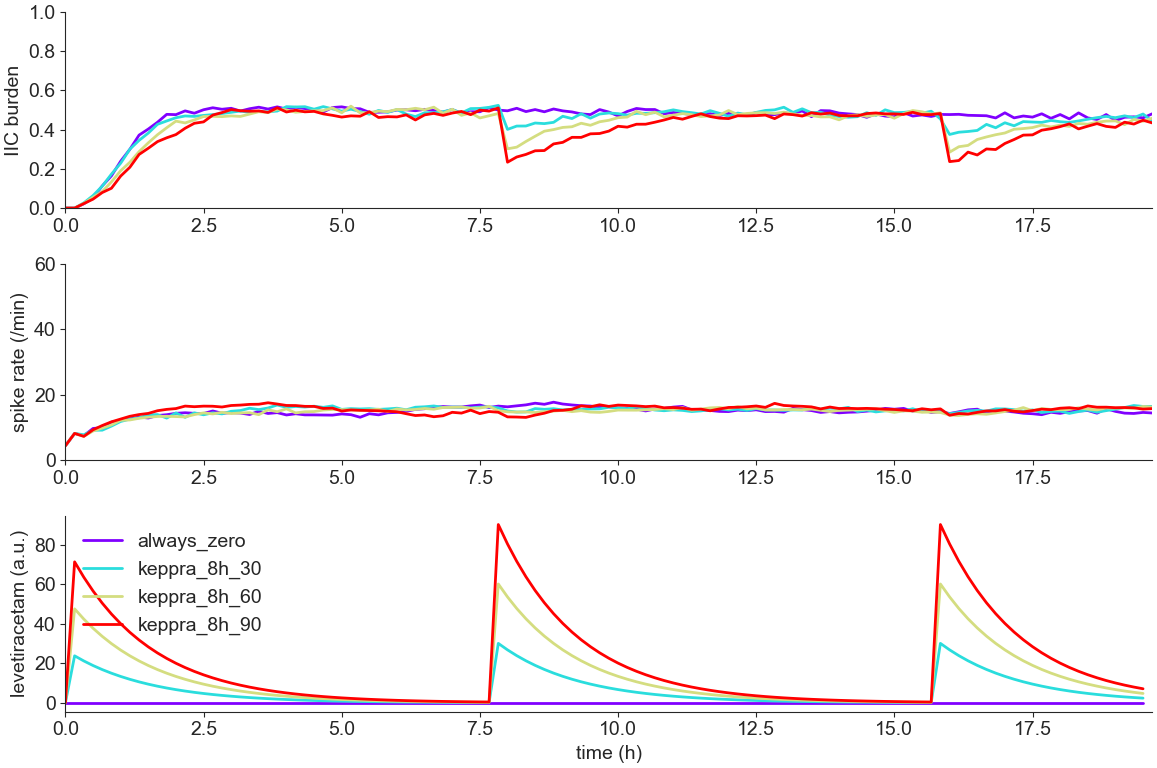 1.0
0.8
0.6
0.4
0.2
0.0
IIC burden
0.0 2.5 5.0 7.5 10.0 12.5 15.0 17.5
60
40
20
0
spike rate (/min)
0.0 2.5 5.0 7.5 10.0 12.5 15.0 17.5
80
60
40
20
0
levetiracetam (a.u.)
always_zero
keppra_8h_30
keppra_8h_60
keppra_8h_90
0.0 2.5 5.0 7.5 10.0 12.5 15.0 17.5
time (h)